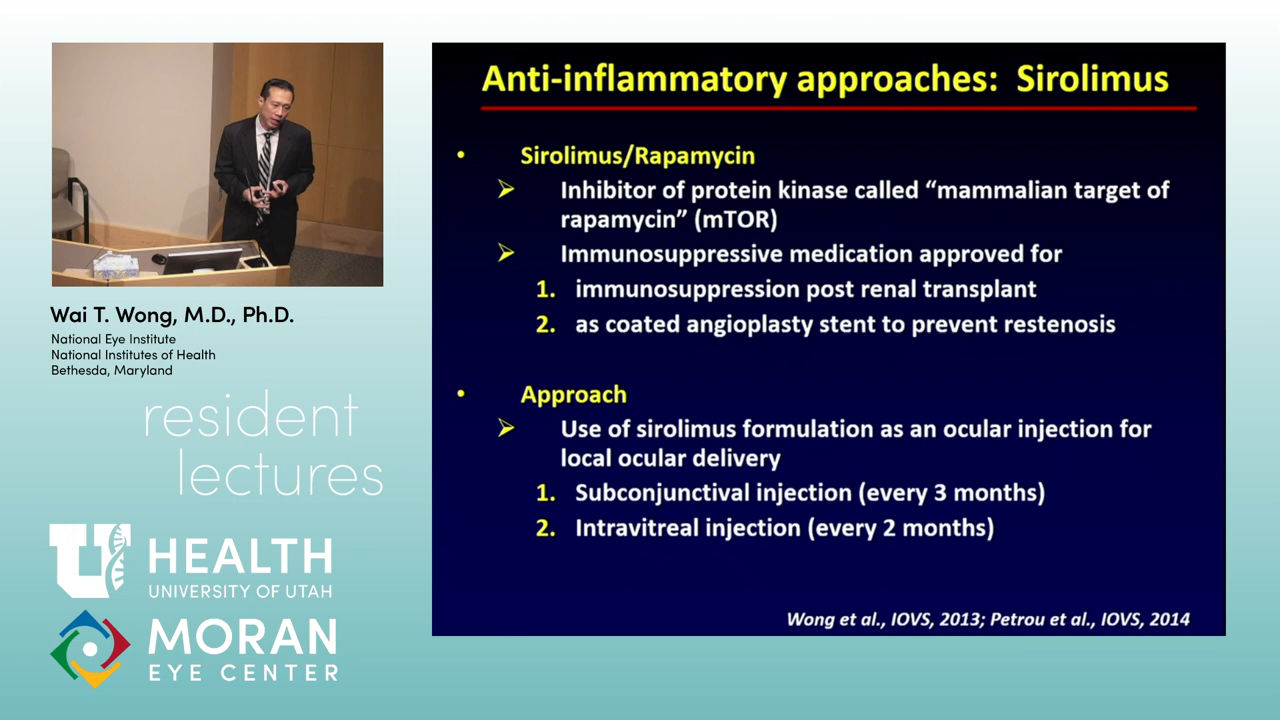 Wai T. Wong, M.D., Ph.D.
National Eye Institute
National Institutes of Health
Bethesda, Maryland
resident
lectures
U
HEALTH
UNIVERSITY OF UTAH
MORAN
EYE CENTER
Anti-inflammatory approaches: Sirolimus
• Sirolimus/Rapamycin
➢ Inhibitor of protein kinase called “mammalian target of
rapamycin” (mTOR)
➢ Immunosuppressive medication approved for
1. immunosuppression post renal transplant
2. as coated angioplasty stent to prevent restenosis
• Approach
➢ Use of sirolimus formulation as an ocular injection for
local ocular delivery
1. Subconjunctival injection (every 3 months)
2. Intravitreal injection (every 2 months)
Wong et al., IOVS, 2013; Petrou et al., IOVS, 2014